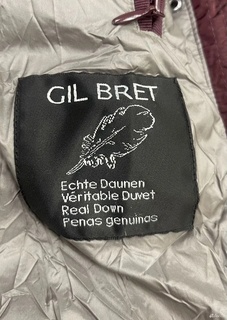 GIL BRET
Echte Daunen
Véritable Duvet
Real Down
Penas genuinas